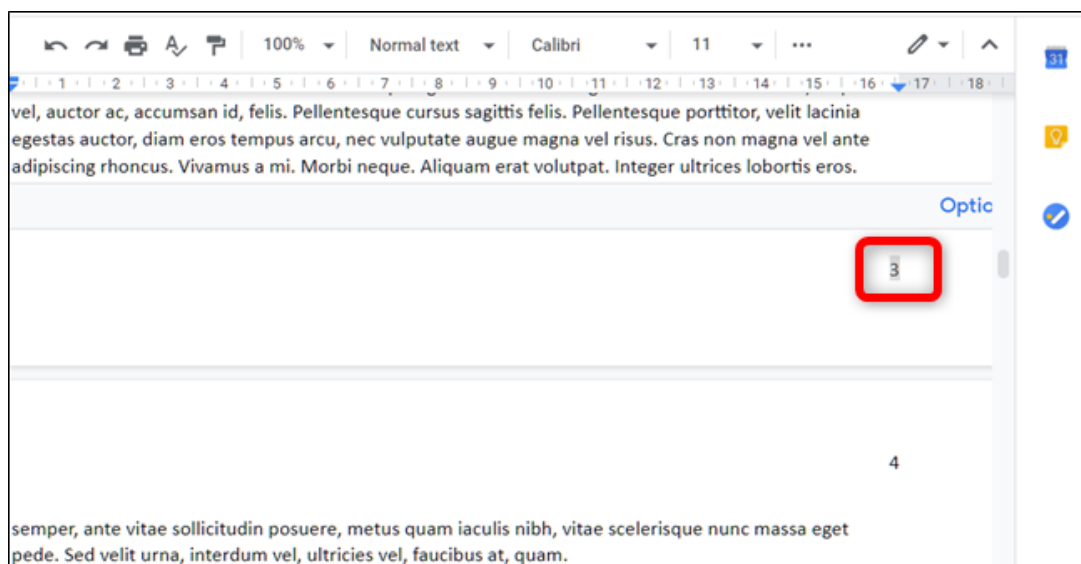 100% Normal text Calibri 11
1 2 3 4 5 6 7 8 9 10 11 12 13 14 15 16 17 18
31
vel, auctor ac, accumsan id, felis. Pellentesque cursus sagittis felis. Pellentesque porttitor, velit lacinia
egestas auctor, diam eros tempus arcu, nec vulputate augue magna vel risus. Cras non magna vel ante
adipiscing rhoncus. Vivamus a mi. Morbi neque. Aliquam erat volutpat. Integer ultrices lobortis eros.
Optio
3
4
semper, ante vitae sollicitudin posuere, metus quam iaculis nibh, vitae scelerisque nunc massa eget
pede. Sed velit urna, interdum vel, ultricies vel, faucibus at, quam.